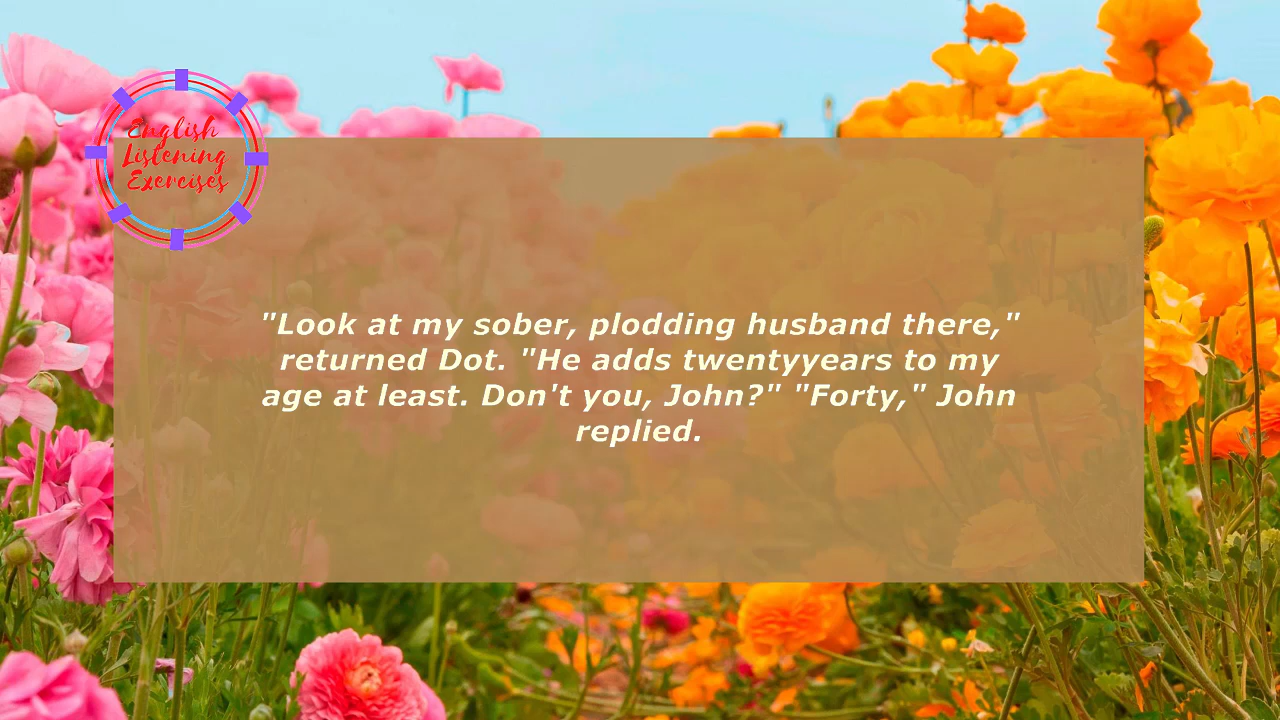 English
Listening
Exercises
"Look at my sober, plodding husband there,"
returned Dot. "He adds twentyyears to my
age at least. Don't you, John?" "Forty," John
replied.